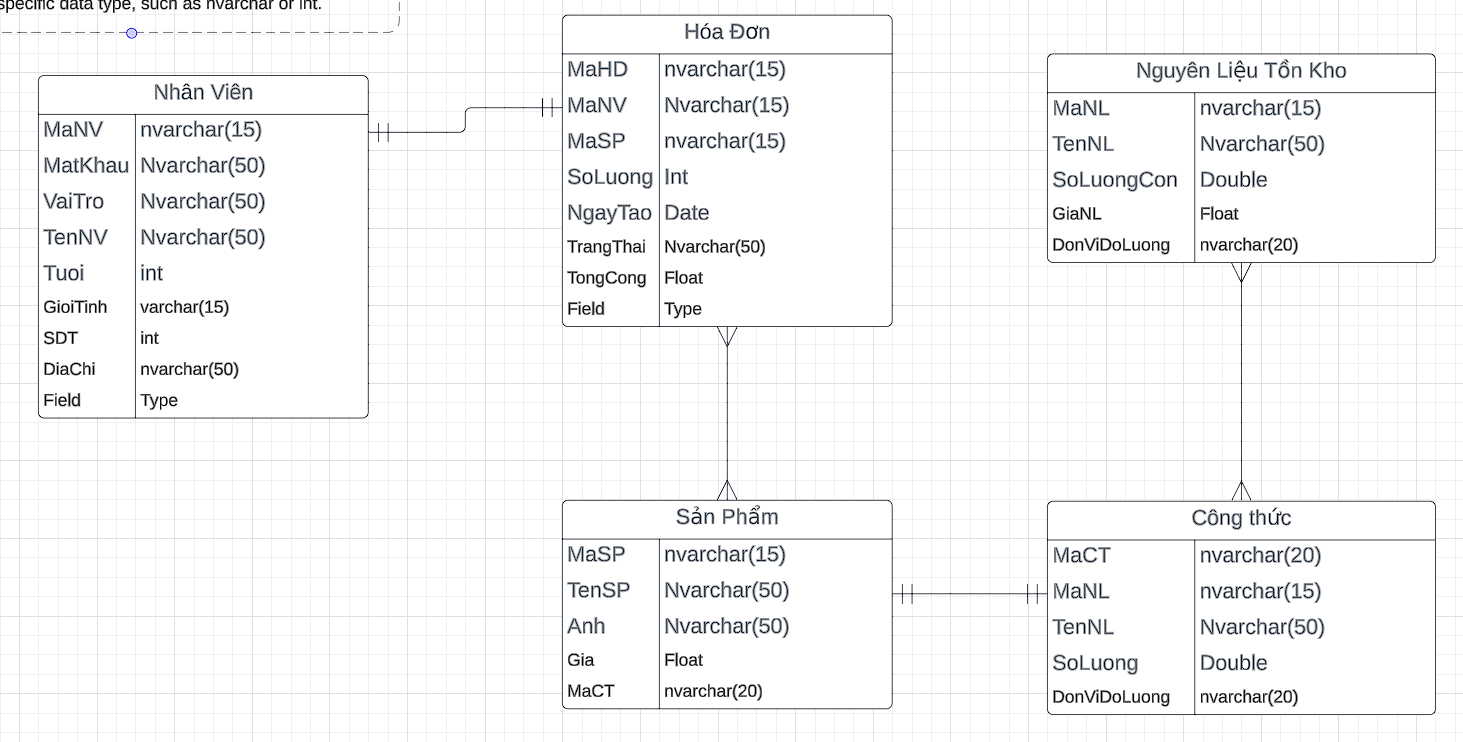 specific data type, such as nvarchar or int.
Nhân Viên
MaNV nvarchar(15)
MatKhau Nvarchar(50)
VaiTro Nvarchar(50)
TenNV Nvarchar(50)
Tuoi int
GioiTinh varchar(15)
SDT int
DiaChi nvarchar(50)
Field Type
Hóa Đơn
MaHD nvarchar(15)
MaNV Nvarchar(15)
MaSP nvarchar(15)
SoLuong Int
NgayTao Date
TrangThai Nvarchar(50)
TongCong Float
Field Type
Nguyên Liệu Tồn Kho
MaNL nvarchar(15)
TenNL Nvarchar(50)
SoLuongCon Double
GiaNL Float
DonViDoLuong nvarchar(20)
Sản Phẩm
MaSP nvarchar(15)
TenSP Nvarchar(50)
Anh Nvarchar(50)
Gia Float
MaCT nvarchar(20)
Công thức
MaCT nvarchar(20)
MaNL nvarchar(15)
TenNL Nvarchar(50)
SoLuong Double
DonViDoLuong nvarchar(20)